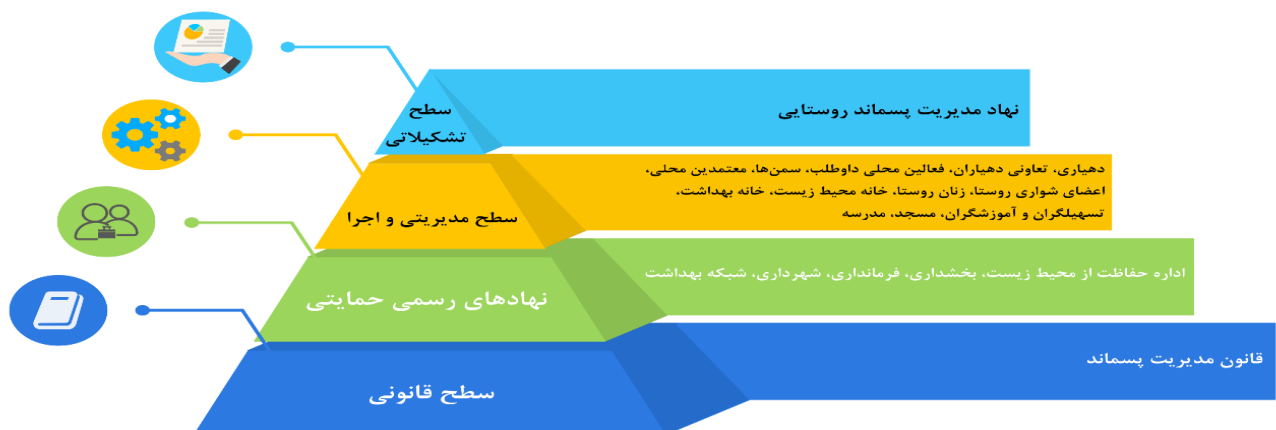 سطح
تشکیلاتی
نهاد مدیریت پسماند روستایی
سطح مدیریتی و اجرا
دهیاری، تعاونی دهیاران، فعالین محلی داوطلب، سمن‌ها، معتمدین محلی،
اعضای شواری روستا، زنان روستا، خانه محیط زیست، خانه بهداشت،
تسهیلگران و آموزشگران، مسجد، مدرسه
نهادهای رسمی حمایتی
اداره حفاظت از محیط زیست، بخشداری، فرمانداری، شهرداری، شبکه بهداشت
سطح قانونی
قانون مدیریت پسماند